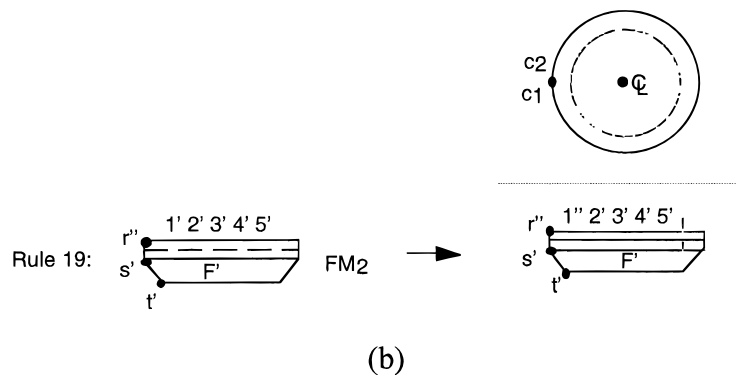 c2
c1 ℄
1' 2' 3' 4' 5'
r"
Rule 19: s' F' FM2
t'
1" 2' 3' 4' 5'
r"
s' F'
t'
(b)